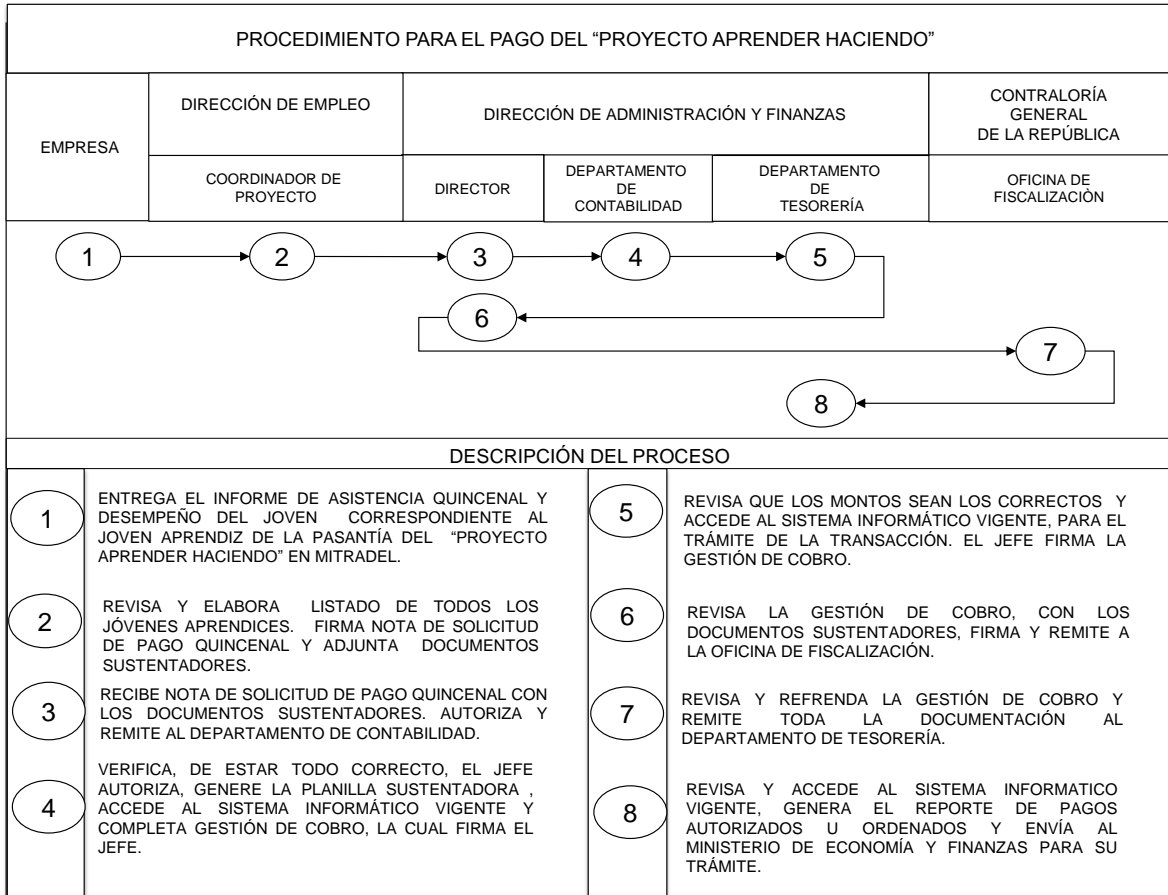 PROCEDIMIENTO PARA EL PAGO DEL “PROYECTO APRENDER HACIENDO”
EMPRESA
DIRECCIÓN DE EMPLEO
DIRECCIÓN DE ADMINISTRACIÓN Y FINANZAS
CONTRALORÍA
GENERAL
DE LA REPÚBLICA
COORDINADOR DE
PROYECTO
DIRECTOR
DEPARTAMENTO
DE
CONTABILIDAD
DEPARTAMENTO
DE
TESORERÍA
OFICINA DE
FISCALIZACIÒN
1
2
3
4
5
6
7
8
DESCRIPCIÓN DEL PROCESO
1
ENTREGA EL INFORME DE ASISTENCIA QUINCENAL Y
DESEMPEÑO DEL JOVEN CORRESPONDIENTE AL
JOVEN APRENDIZ DE LA PASANTÍA DEL “PROYECTO
APRENDER HACIENDO” EN MITRADEL.
2
REVISA Y ELABORA LISTADO DE TODOS LOS
JÓVENES APRENDICES. FIRMA NOTA DE SOLICITUD
DE PAGO QUINCENAL Y ADJUNTA DOCUMENTOS
SUSTENTADORES.
3
RECIBE NOTA DE SOLICITUD DE PAGO QUINCENAL CON
LOS DOCUMENTOS SUSTENTADORES. AUTORIZA Y
REMITE AL DEPARTAMENTO DE CONTABILIDAD.
4
VERIFICA, DE ESTAR TODO CORRECTO, EL JEFE
AUTORIZA, GENERE LA PLANILLA SUSTENTADORA ,
ACCEDE AL SISTEMA INFORMÁTICO VIGENTE Y
COMPLETA GESTIÓN DE COBRO, LA CUAL FIRMA EL
JEFE.
5
REVISA QUE LOS MONTOS SEAN LOS CORRECTOS Y
ACCEDE AL SISTEMA INFORMÁTICO VIGENTE, PARA EL
TRÁMITE DE LA TRANSACCIÓN. EL JEFE FIRMA LA
GESTIÓN DE COBRO.
6
REVISA LA GESTIÓN DE COBRO, CON LOS
DOCUMENTOS SUSTENTADORES, FIRMA Y REMITE A
LA OFICINA DE FISCALIZACIÓN.
7
REVISA Y REFRENDA LA GESTIÓN DE COBRO Y
REMITE TODA LA DOCUMENTACIÓN AL
DEPARTAMENTO DE TESORERÍA.
8
REVISA Y ACCEDE AL SISTEMA INFORMATICO
VIGENTE, GENERA EL REPORTE DE PAGOS
AUTORIZADOS U ORDENADOS Y ENVÍA AL
MINISTERIO DE ECONOMÍA Y FINANZAS PARA SU
TRÁMITE.